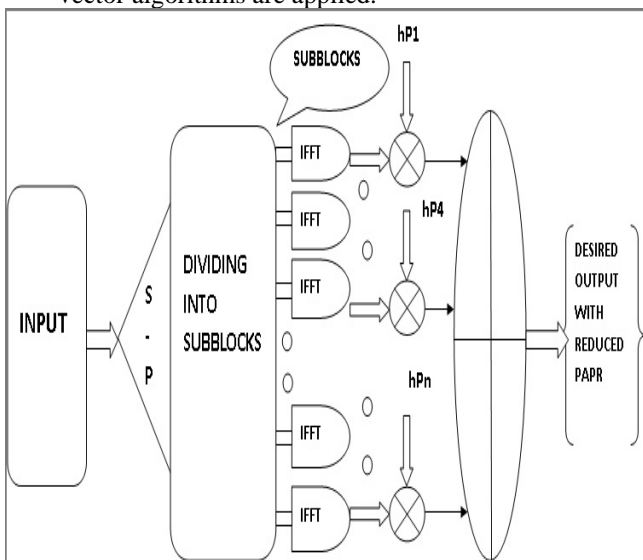 vector algorithms are applied.
SUBBLOCKS
hP1
IFFT
IFFT
hP4
IFFT
INPUT
S
-
P
DIVIDING
INTO
SUBBLOCKS
DESIRED
OUTPUT
WITH
REDUCED
PAPR
hPn
IFFT
IFFT